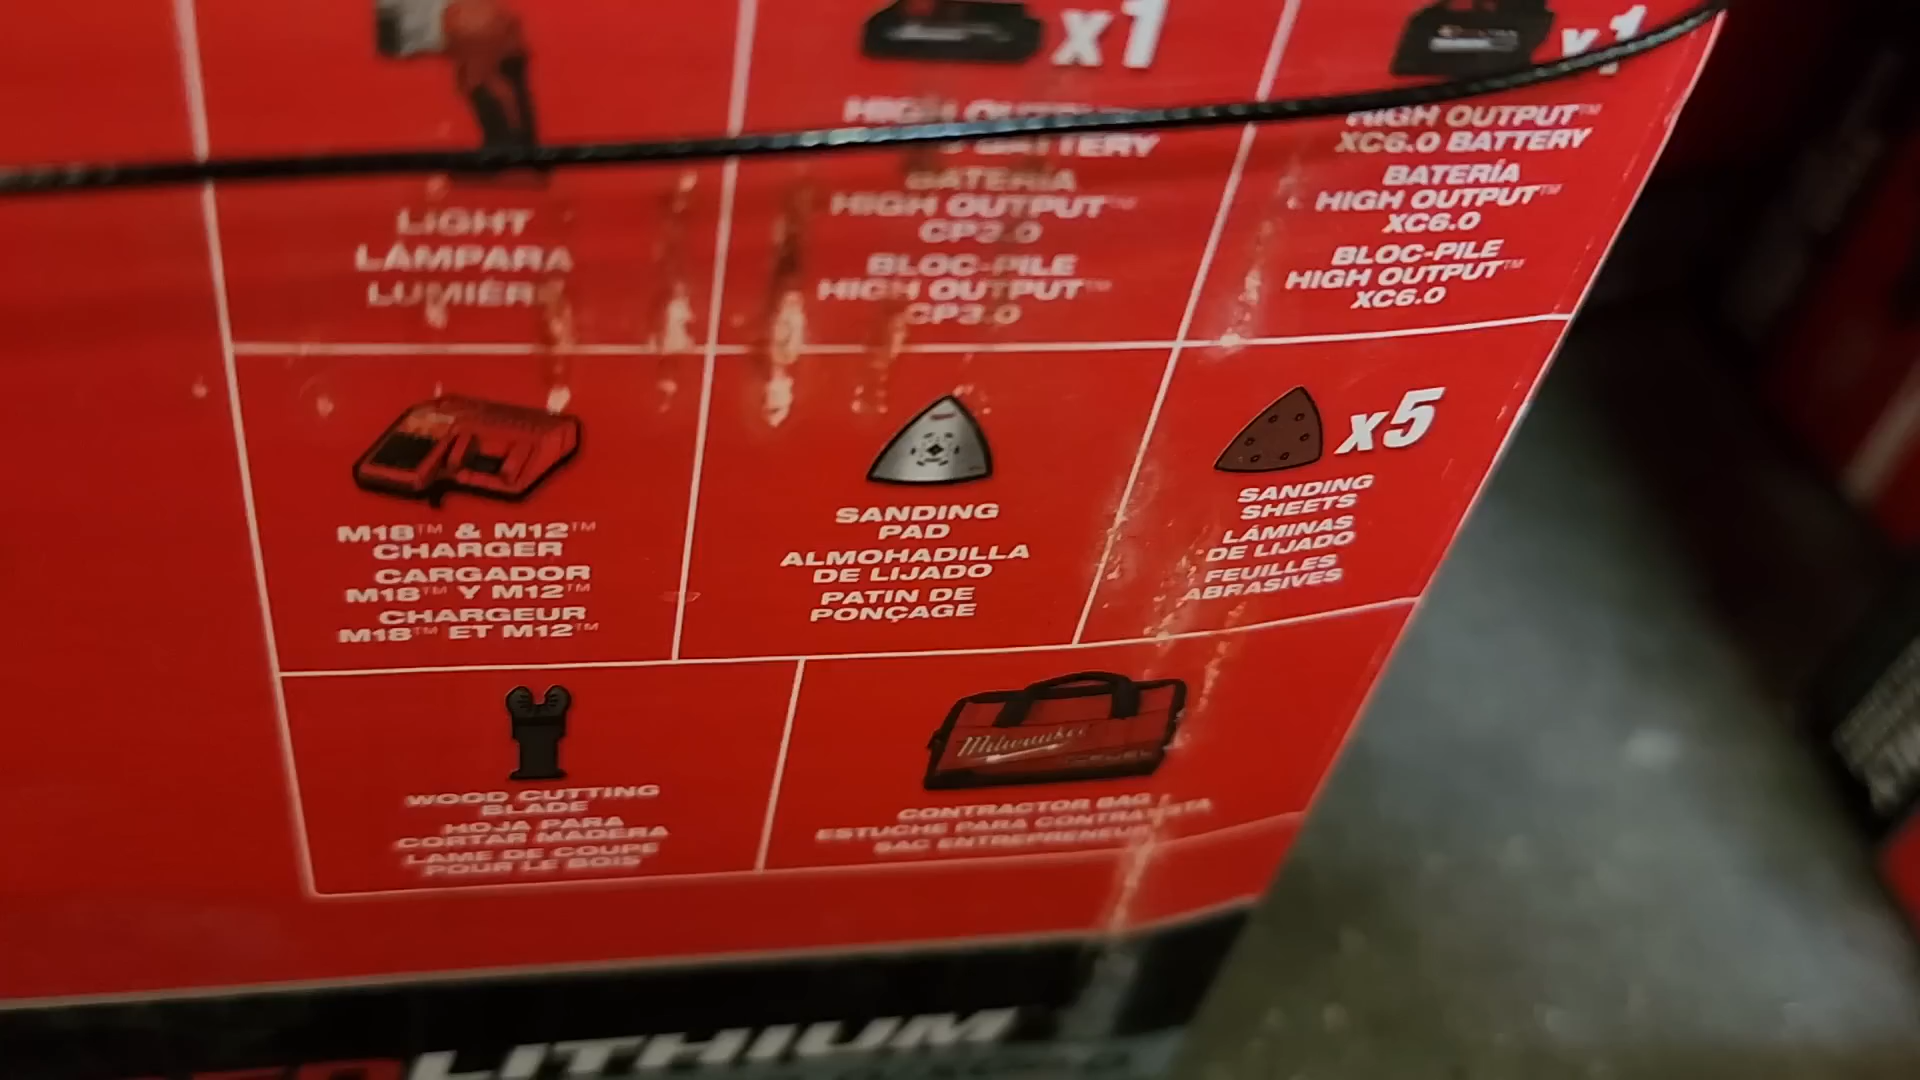 x1
x1
LIGHT
LÁMPARA
LUMIÈRE
HIGH OUTPUT
BATTERY
BATERÍA
HIGH OUTPUT™
CP3.0
BLOC-PILE
HIGH OUTPUT™
CP3.0
HIGH OUTPUT™
XC6.0 BATTERY
BATERÍA
HIGH OUTPUT™
XC6.0
BLOC-PILE
HIGH OUTPUT™
XC6.0
M18™ & M12™
CHARGER
CARGADOR
M18™ Y M12™
CHARGEUR
M18™ ET M12™
SANDING
PAD
ALMOHADILLA
DE LIJADO
PATIN DE
PONÇAGE
x5
SANDING
SHEETS
LÁMINAS
DE LIJADO
FEUILLES
ABRASIVES
WOOD CUTTING
BLADE
HOJA PARA
CORTAR MADERA
LAME DE COUPE
POUR LE BOIS
Milwaukee
CONTRACTOR BAG
ESTUCHE PARA CONTRATISTA
SAC ENTREPRENEUR
LITHIUM